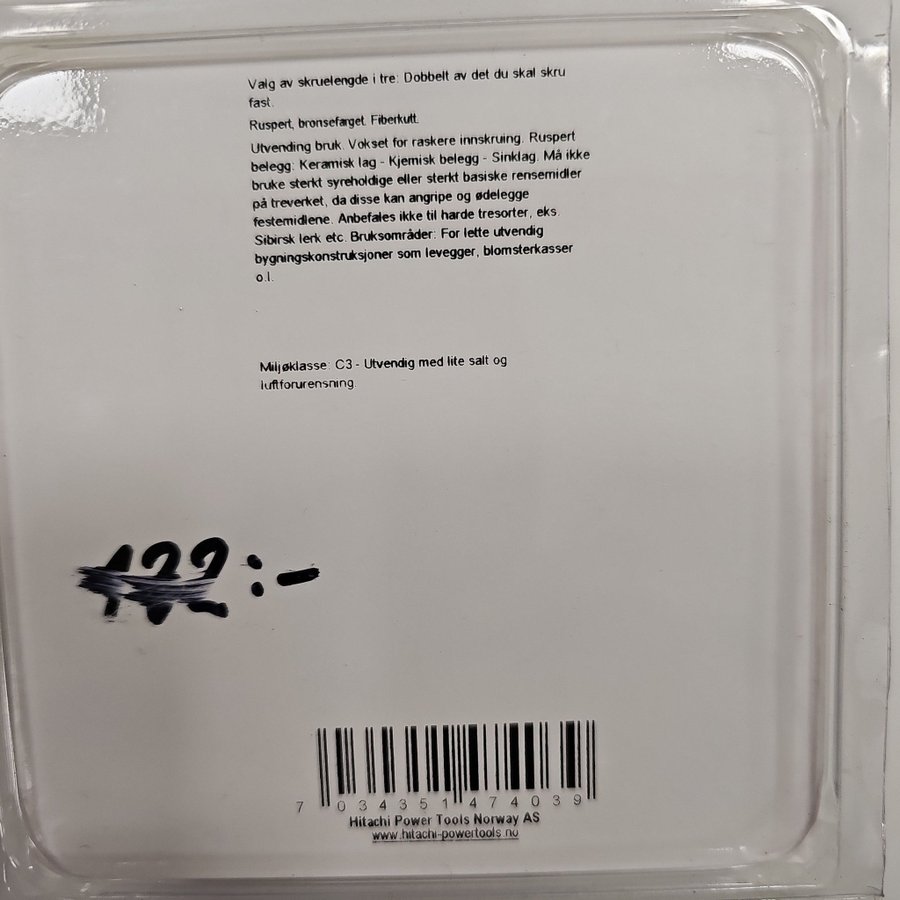 Valg av skruelengde i tre: Dobbelt av det du skal skru
fast.
Ruspert, bronsefarget. Fiberkutt.
Utvending bruk. Vokset for raskere innskruing. Ruspert
belegg: Keramisk lag - Kjemisk belegg - Sinklag. Må ikke
bruke sterkt syreholdige eller sterkt basiske rensemidler
på treverket, da disse kan angripe og ødelegge
festemidlene. Anbefales ikke til harde tresorter, eks.
Sibirsk lerk etc. Bruksområder: For lette utvendig
bygningskonstruksjoner som levegger, blomsterkasser
o.l.
Miljøklasse: C3 - Utvendig med lite salt og
luftforurensning.
:-
7 034351 474039
Hitachi Power Tools Norway AS
www.hitachi-powertools.no